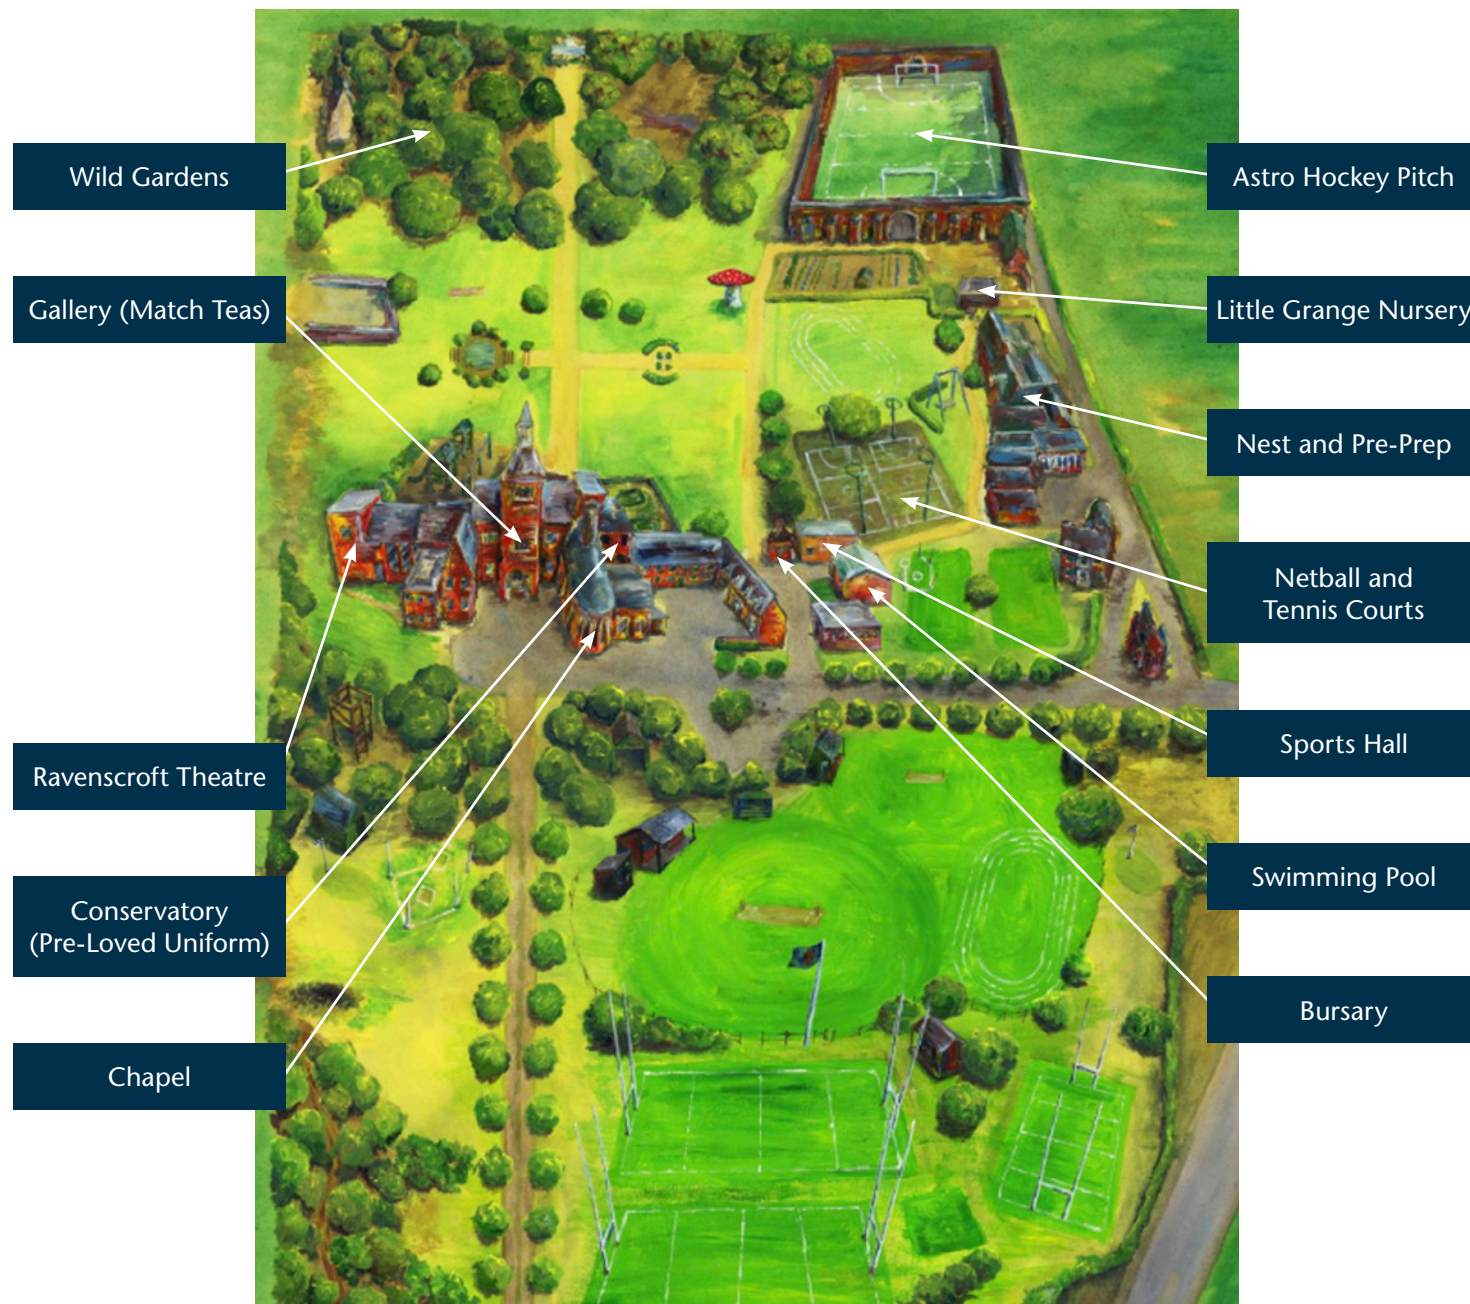 Wild Gardens
Gallery (Match Teas)
Ravenscroft Theatre
Conservatory
(Pre-Loved Uniform)
Chapel
Astro Hockey Pitch
Little Grange Nursery
Nest and Pre-Prep
Netball and
Tennis Courts
Sports Hall
Swimming Pool
Bursary